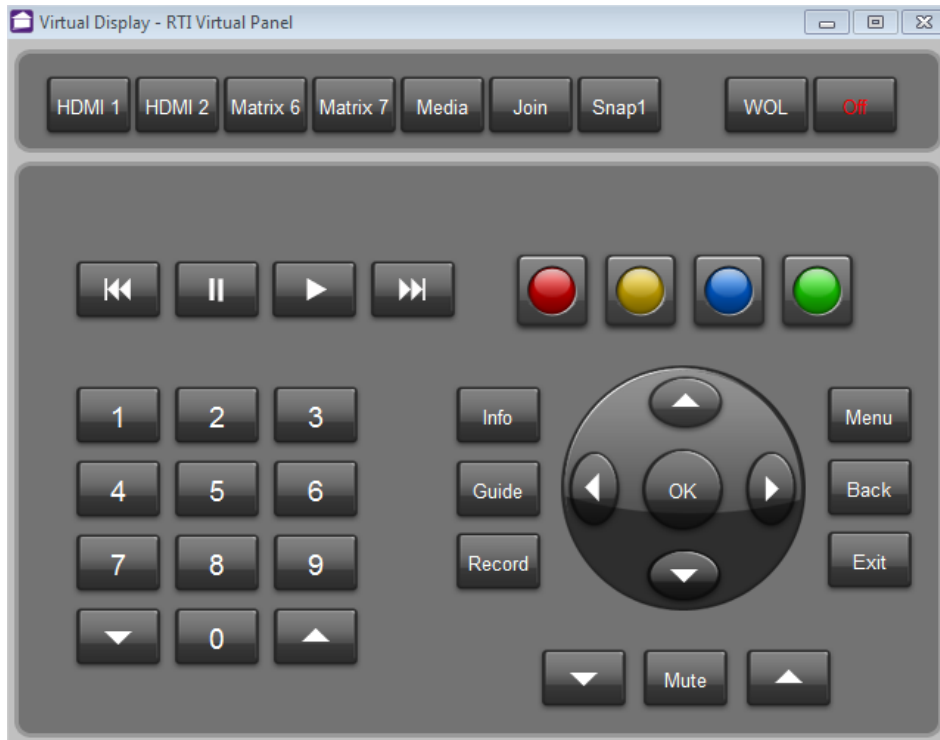 Virtual Display - RTI Virtual Panel
HDMI 1 HDMI 2 Matrix 6 Matrix 7 Media Join Snap1 WOL Off
1 2 3 Info Menu
4 5 6 Guide OK Back
7 8 9 Record Exit
0
Mute